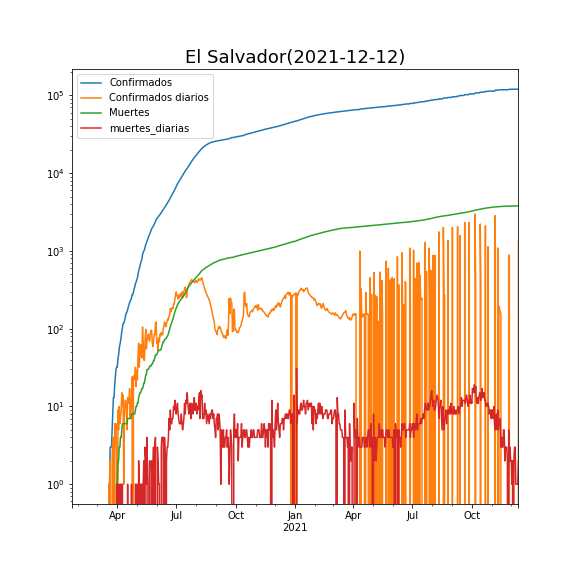 El Salvador(2021-12-12)
Confirmados
Confirmados diarios
Muertes
muertes_diarias
10⁵
10⁴
10³
10²
10¹
10⁰
Apr Jul Oct Jan Apr Jul Oct
2021